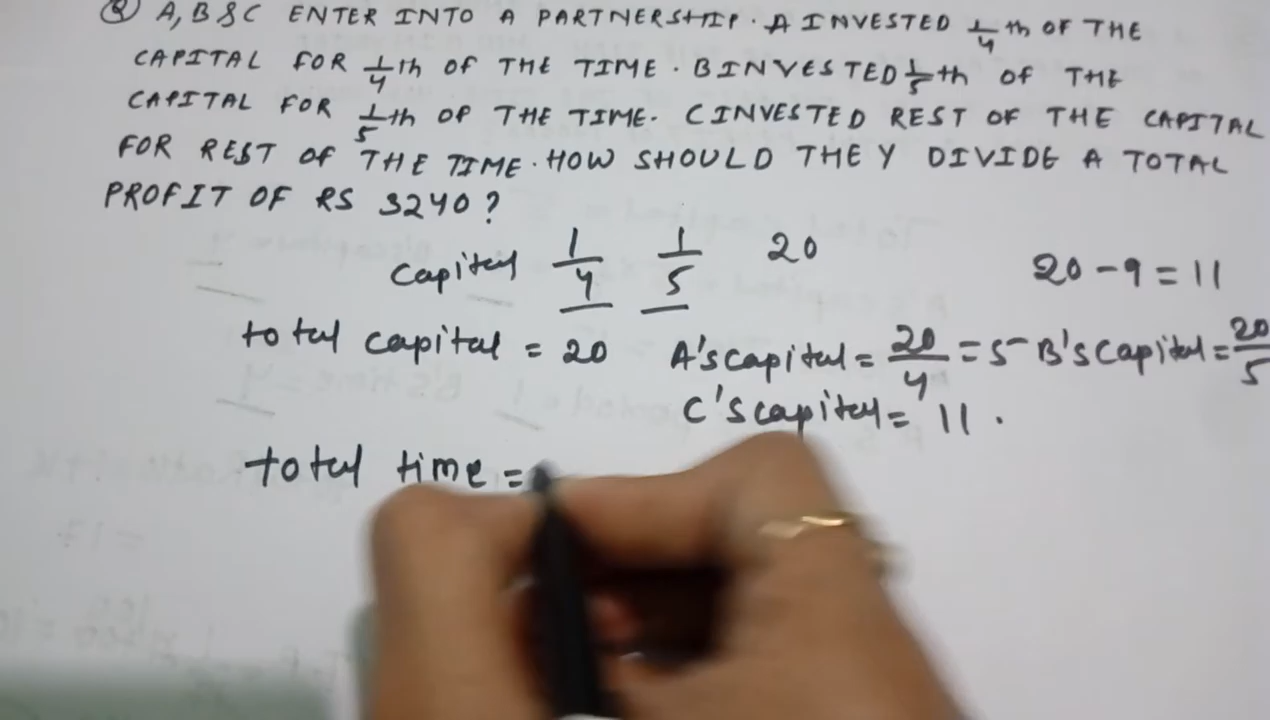 Q A, B & C ENTER INTO A PARTNERSHIP. A INVESTED 1/4 th OF THE
CAPITAL FOR 1/4 th OF THE TIME. B INVESTED 1/5 th OF THE
CAPITAL FOR 1/5 th OF THE TIME. C INVESTED REST OF THE CAPITAL
FOR REST OF THE TIME. HOW SHOULD THEY DIVIDE A TOTAL
PROFIT OF RS 3240?
Capital 1/4 1/5 20 20 - 9 = 11
total capital = 20 A's capital = 20/4 = 5 B's capital = 20/5
C's capital = 11.
total time =